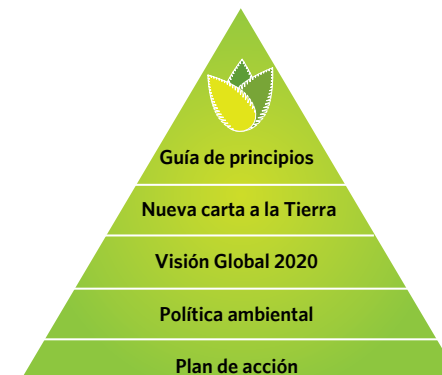 Guía de principios
Nueva carta a la Tierra
Visión Global 2020
Política ambiental
Plan de acción